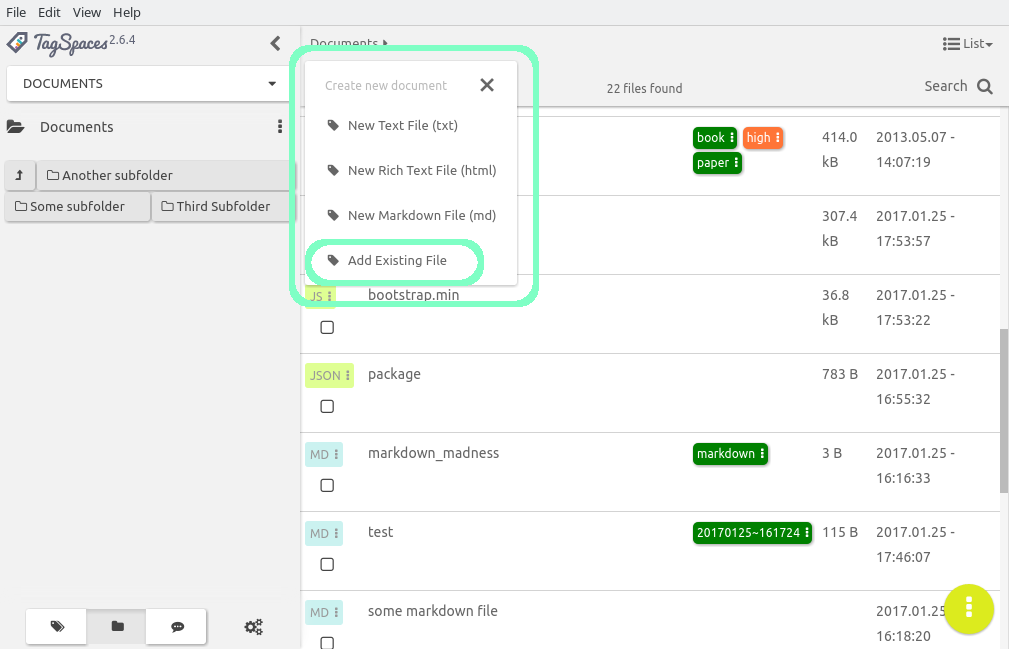 File Edit View Help
TagSpaces 2.6.4
Documents
List
DOCUMENTS
Create new document
22 files found
Search
Documents
New Text File (txt)
book
high
414.0 kB
2013.05.07 -
14:07:19
paper
New Rich Text File (html)
Another subfolder
Some subfolder
Third Subfolder
New Markdown File (md)
307.4
kB
2017.01.25 -
17:53:57
Add Existing File
JS
bootstrap.min
36.8
kB
2017.01.25 -
17:53:22
JSON
package
783 B
2017.01.25 -
16:55:32
MD
markdown_madness
markdown
3 B
2017.01.25 -
16:16:33
MD
test
20170125~161724
115 B
2017.01.25 -
17:46:07
MD
some markdown file
2017.01.25
16:18:20